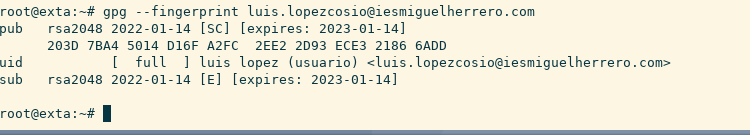 root@exta:~# gpg --fingerprint luis.lopezcosio@iesmiguelherrero.com
pub   rsa2048 2022-01-14 [SC] [expires: 2023-01-14]
      203D 7BA4 5014 D16F A2FC  2EE2 2D93 ECE3 2186 6ADD
uid           [  full  ] luis lopez (usuario) <luis.lopezcosio@iesmiguelherrero.com>
sub   rsa2048 2022-01-14 [E] [expires: 2023-01-14]
root@exta:~#